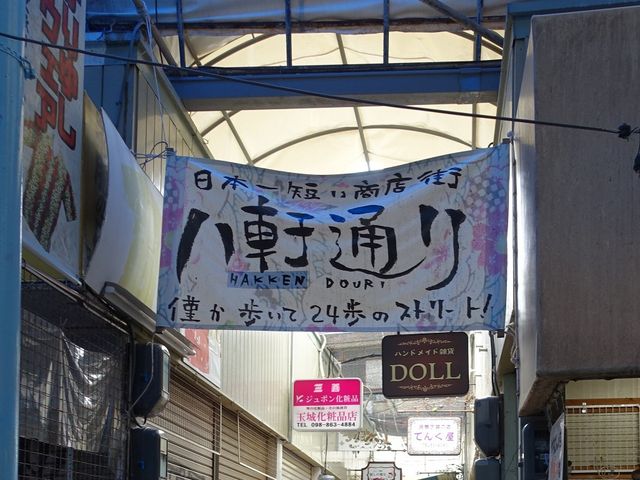 日本一短い商店街
八軒通り
HAKKEN DOURI
僅か歩いて24歩のストリート!
ハンドメイド雑貨
DOLL
ジュポン化粧品
玉城化粧品店
TEL 098-863-4884
てんぐ屋